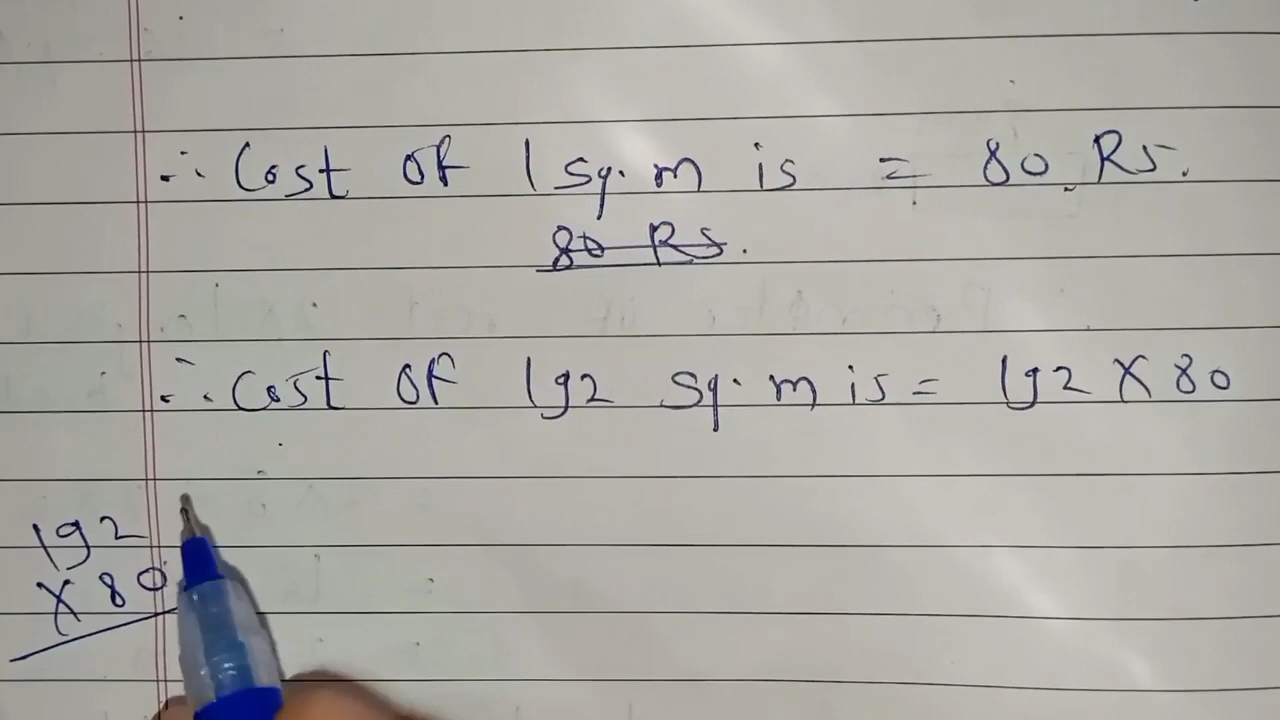 ∴ Cost of 1 sq. m is = 80 Rs.
80 Rs.
∴ Cost of 192 sq. m is = 192 X 80
192
X 80